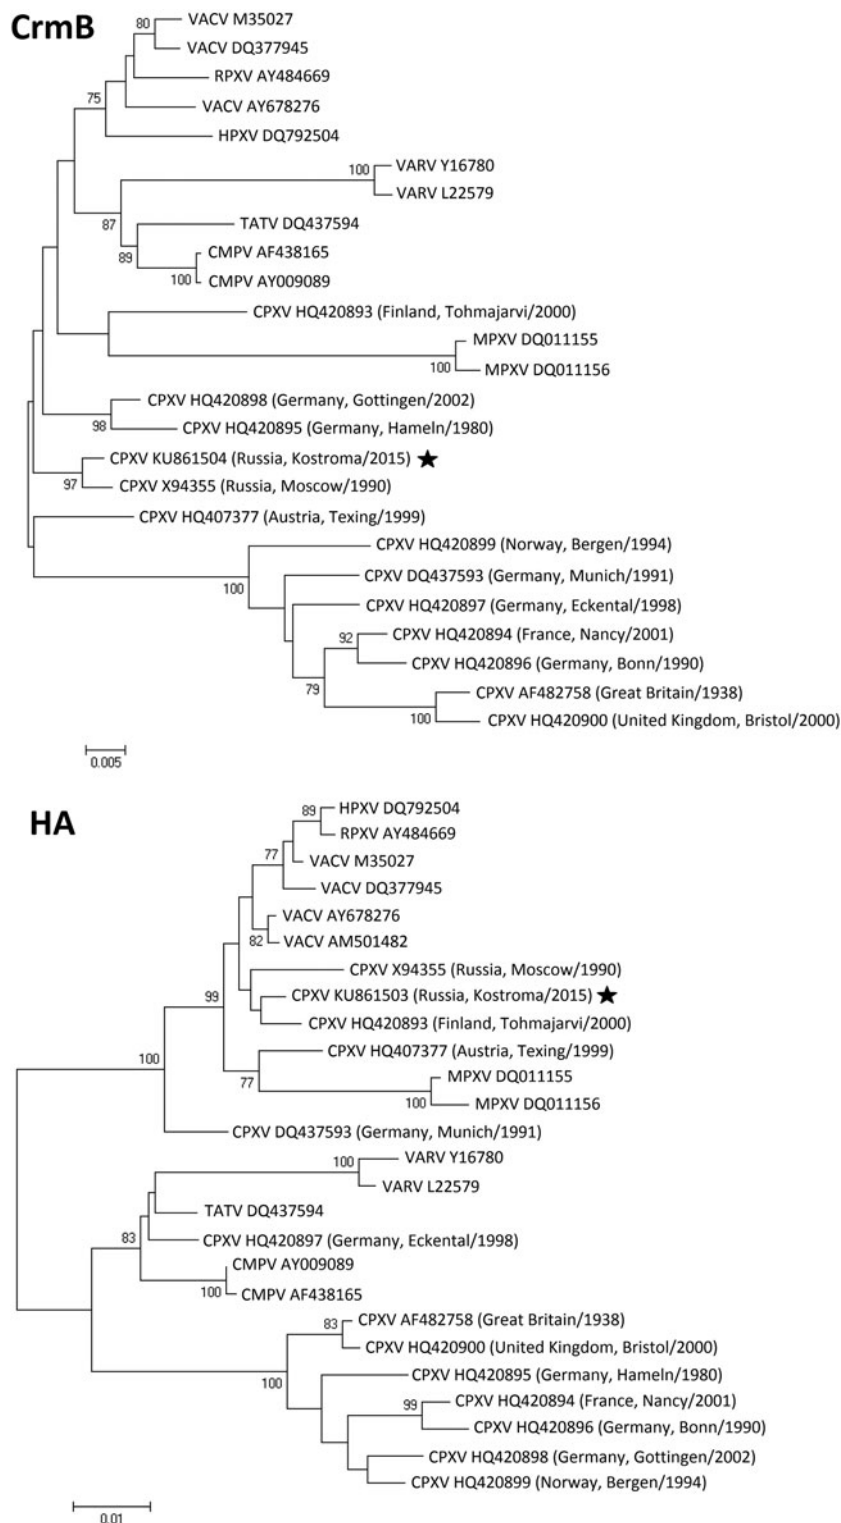 CrmB
80
VACV M35027
VACV DQ377945
RPXV AY484669
75
VACV AY678276
HPXV DQ792504
100
VARV Y16780
VARV L22579
87
TATV DQ437594
89
CMPV AF438165
100
CMPV AY009089
CPXV HQ420893 (Finland, Tohmajarvi/2000)
MPXV DQ011155
100
MPXV DQ011156
CPXV HQ420898 (Germany, Gottingen/2002)
98
CPXV HQ420895 (Germany, Hameln/1980)
CPXV KU861504 (Russia, Kostroma/2015) ★
97
CPXV X94355 (Russia, Moscow/1990)
CPXV HQ407377 (Austria, Texing/1999)
CPXV HQ420899 (Norway, Bergen/1994)
100
CPXV DQ437593 (Germany, Munich/1991)
CPXV HQ420897 (Germany, Eckental/1998)
92
CPXV HQ420894 (France, Nancy/2001)
CPXV HQ420896 (Germany, Bonn/1990)
79
CPXV AF482758 (Great Britain/1938)
100
CPXV HQ420900 (United Kingdom, Bristol/2000)
0.005
HA
89
HPXV DQ792504
RPXV AY484669
77
VACV M35027
VACV DQ377945
VACV AY678276
82
VACV AM501482
CPXV X94355 (Russia, Moscow/1990)
99
CPXV KU861503 (Russia, Kostroma/2015) ★
CPXV HQ420893 (Finland, Tohmajarvi/2000)
100
CPXV HQ407377 (Austria, Texing/1999)
77
MPXV DQ011155
100
MPXV DQ011156
CPXV DQ437593 (Germany, Munich/1991)
100
VARV Y16780
VARV L22579
TATV DQ437594
83
CPXV HQ420897 (Germany, Eckental/1998)
CMPV AY009089
100
CMPV AF438165
83
CPXV AF482758 (Great Britain/1938)
CPXV HQ420900 (United Kingdom, Bristol/2000)
100
CPXV HQ420895 (Germany, Hameln/1980)
99
CPXV HQ420894 (France, Nancy/2001)
CPXV HQ420896 (Germany, Bonn/1990)
CPXV HQ420898 (Germany, Gottingen/2002)
CPXV HQ420899 (Norway, Bergen/1994)
0.01